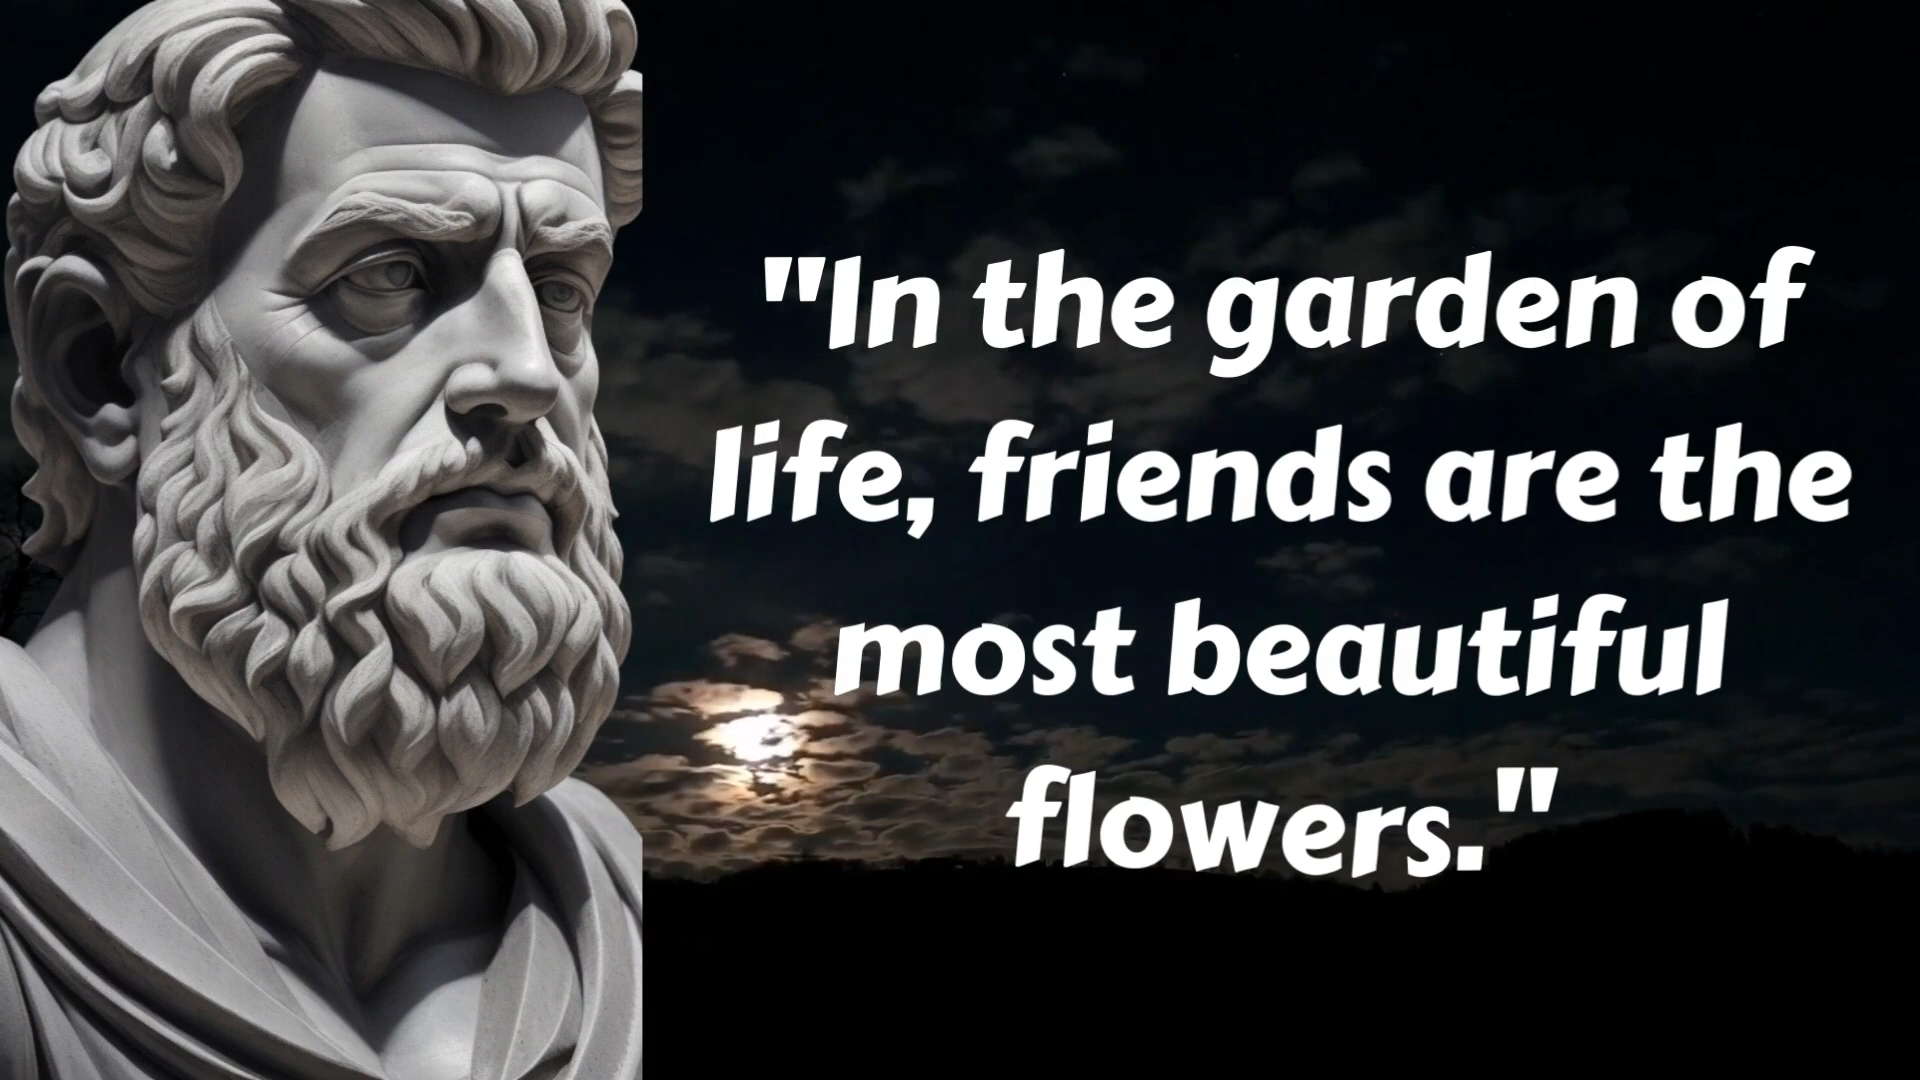 "In the garden of
life, friends are the
most beautiful
flowers."